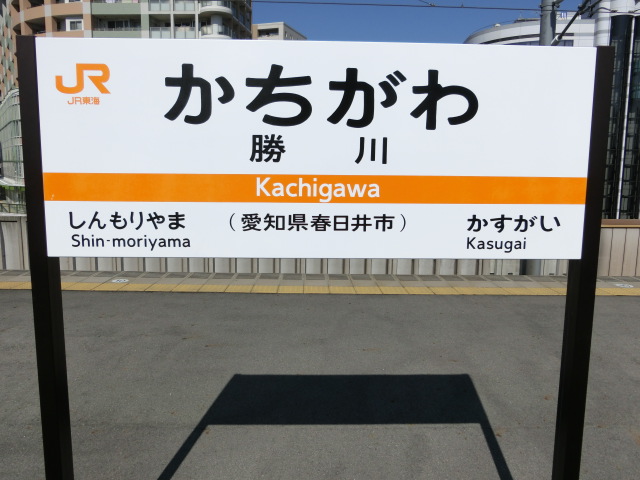 JR
JR東海
かちがわ
勝川
Kachigawa
しんもりやま
Shin-moriyama
（愛知県春日井市）
かすがい
Kasugai